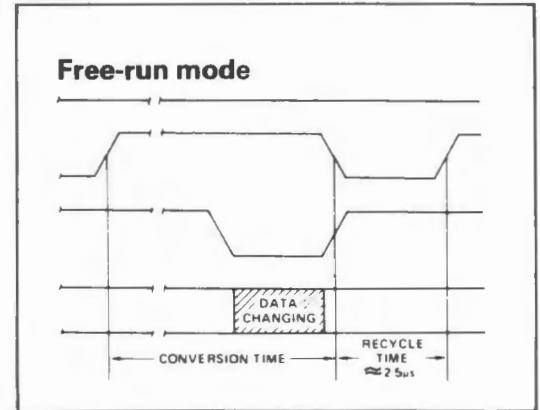 Free-run mode
DATA
CHANGING
CONVERSION TIME
RECYCLE
TIME
≈ 2.5µs